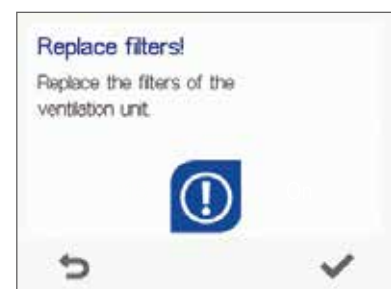 Replace filters!
Replace the filters of the
ventilation unit.